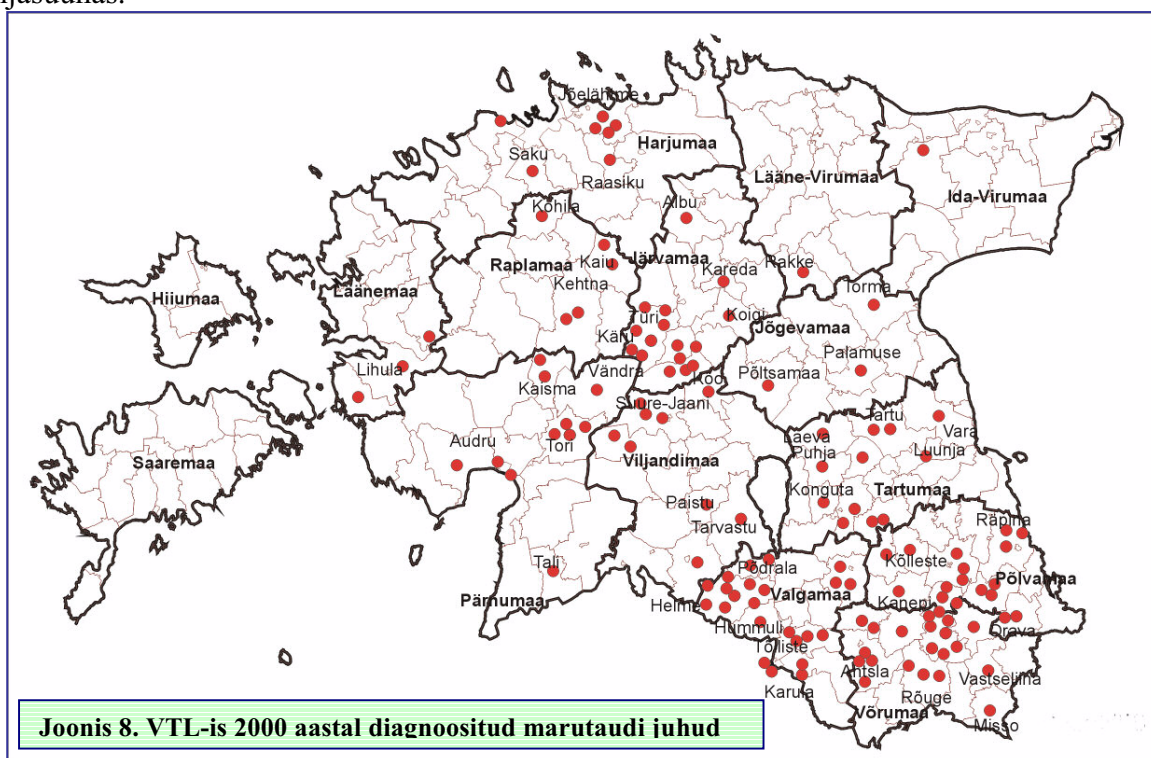 Jõelähtme
Harjumaa
Saku
Raasiku
Lääne-Virumaa
Ida-Virumaa
Kohila
Albu
Raplamaa
Kaiu
Järvamaa
Kareda
Rakke
Kehtna
Läänemaa
Hiiumaa
Torma
Türi
Koigi
Jõgevamaa
Käru
Palamuse
Lihula
Vändra
Kaisma
Koo
Põltsamaa
Suure-Jaani
Tartu
Vara
Audru
Tori
Laeva
Puhja
Luunja
Saaremaa
Viljandimaa
Konguta
Tartumaa
Paistu
Tarvastu
Räpina
Tali
Põdrala
Kõlleste
Põlvamaa
Valgamaa
Pärnumaa
Helme
Kanepi
Hummuli
Orava
Tõlliste
Antsla
Vastseliina
Karula
Rõuge
Võrumaa
Misso
Joonis 8. VTL-is 2000 aastal diagnoositud marutaudi juhud